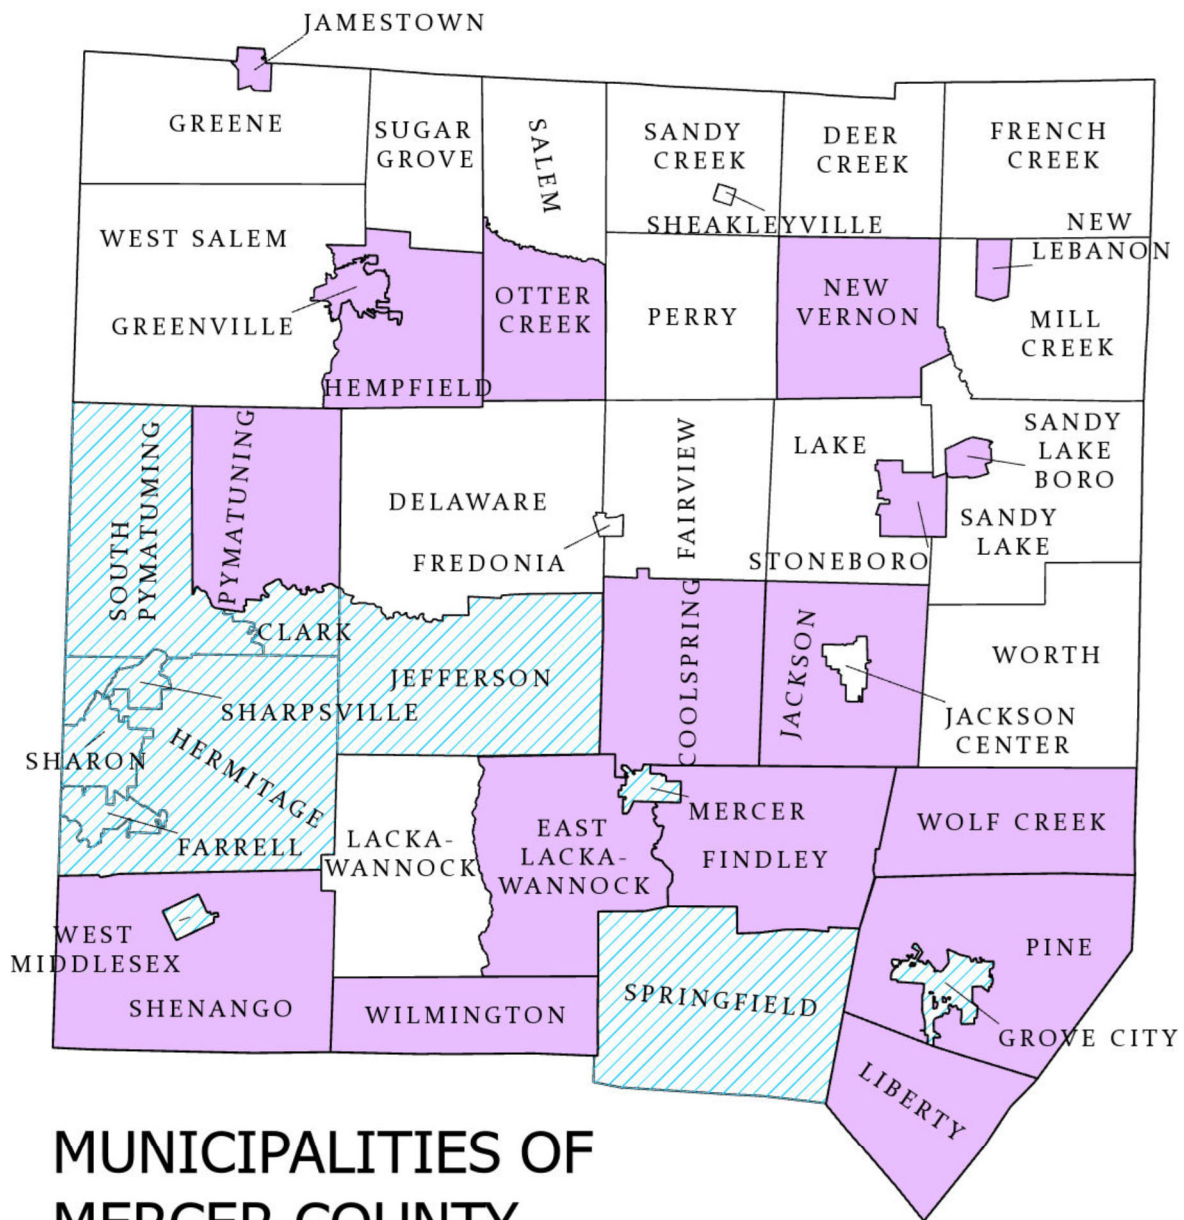 JAMESTOWN
GREENE
SUGAR
GROVE
SALEM
SANDY
CREEK
DEER
CREEK
FRENCH
CREEK
SHEAKLEYVILLE
NEW
LEBANON
WEST SALEM
GREENVILLE
HEMPFIELD
OTTER
CREEK
PERRY
NEW
VERNON
MILL
CREEK
SOUTH
PYMATUMING
PYMATUNING
DELAWARE
FREDONIA
FAIRVIEW
LAKE
STONEBORO
SANDY
LAKE
BORO
SANDY
LAKE
CLARK
JEFFERSON
COOLSPRING
JACKSON
WORTH
JACKSON
CENTER
SHARPSVILLE
SHARON
HERMITAGE
FARRELL
LACKA-
WANNOCK
EAST
LACKA-
WANNOCK
MERCER
FINDLEY
WOLF CREEK
WEST
MIDDLESEX
SHENANGO
WILMINGTON
SPRINGFIELD
PINE
GROVE CITY
LIBERTY
MUNICIPALITIES OF
MERCER COUNTY